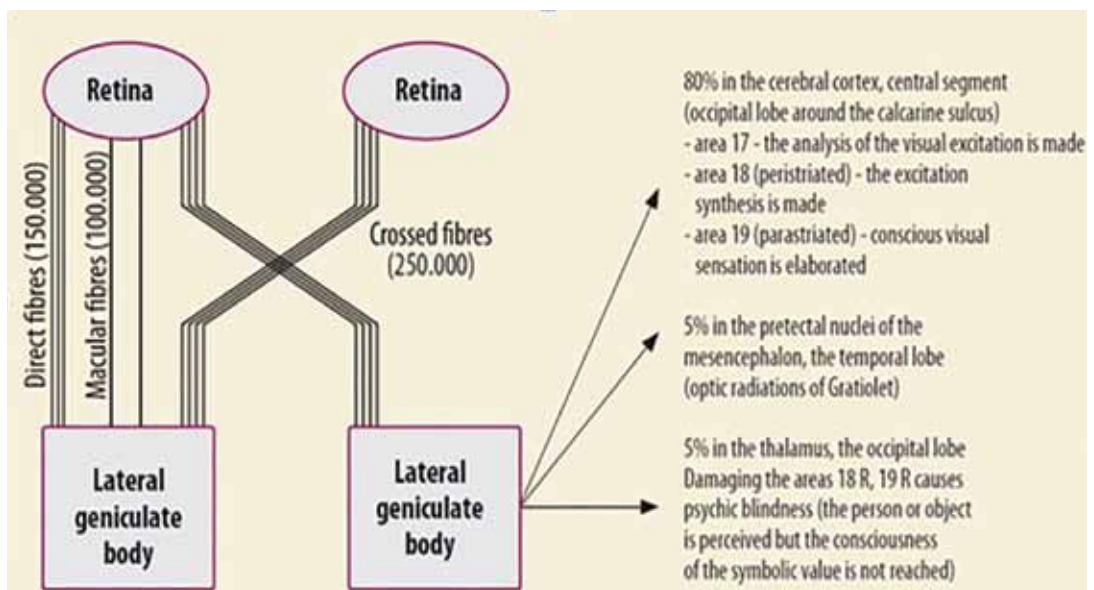 Retina
Retina
Direct fibres (150.000)
Macular fibres (100.000)
Crossed fibres
(250.000)
Lateral
geniculate
body
Lateral
geniculate
body
80% in the cerebral cortex, central segment
(occipital lobe around the calcarine sulcus)
- area 17 - the analysis of the visual excitation is made
- area 18 (peristriated) - the excitation
synthesis is made
- area 19 (parastriated) - conscious visual
sensation is elaborated
5% in the pretectal nuclei of the
mesencephalon, the temporal lobe
(optic radiations of Gratiolet)
5% in the thalamus, the occipital lobe
Damaging the areas 18 R, 19 R causes
psychic blindness (the person or object
is perceived but the consciousness
of the symbolic value is not reached)